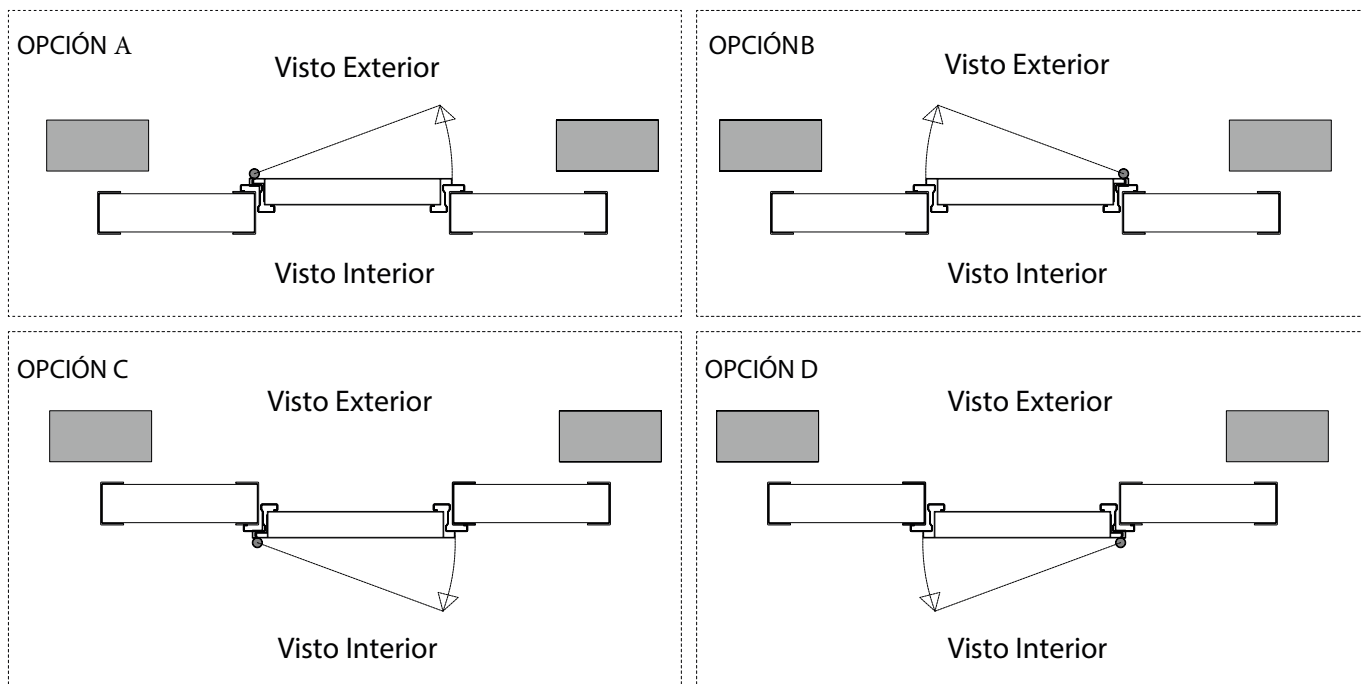 OPCIÓN A
Visto Exterior
Visto Interior
OPCIÓNB
Visto Exterior
Visto Interior
OPCIÓN C
Visto Exterior
Visto Interior
OPCIÓN D
Visto Exterior
Visto Interior